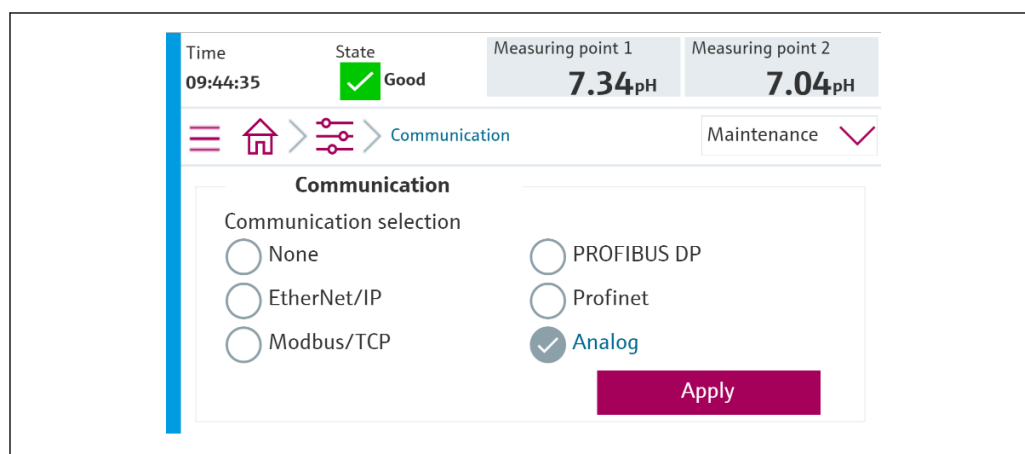 Time State Measuring point 1 Measuring point 2
09:44:35 Good 7.34pH 7.04pH
Communication Maintenance
Communication
Communication selection
None PROFIBUS DP
EtherNet/IP Profinet
Modbus/TCP Analog
Apply